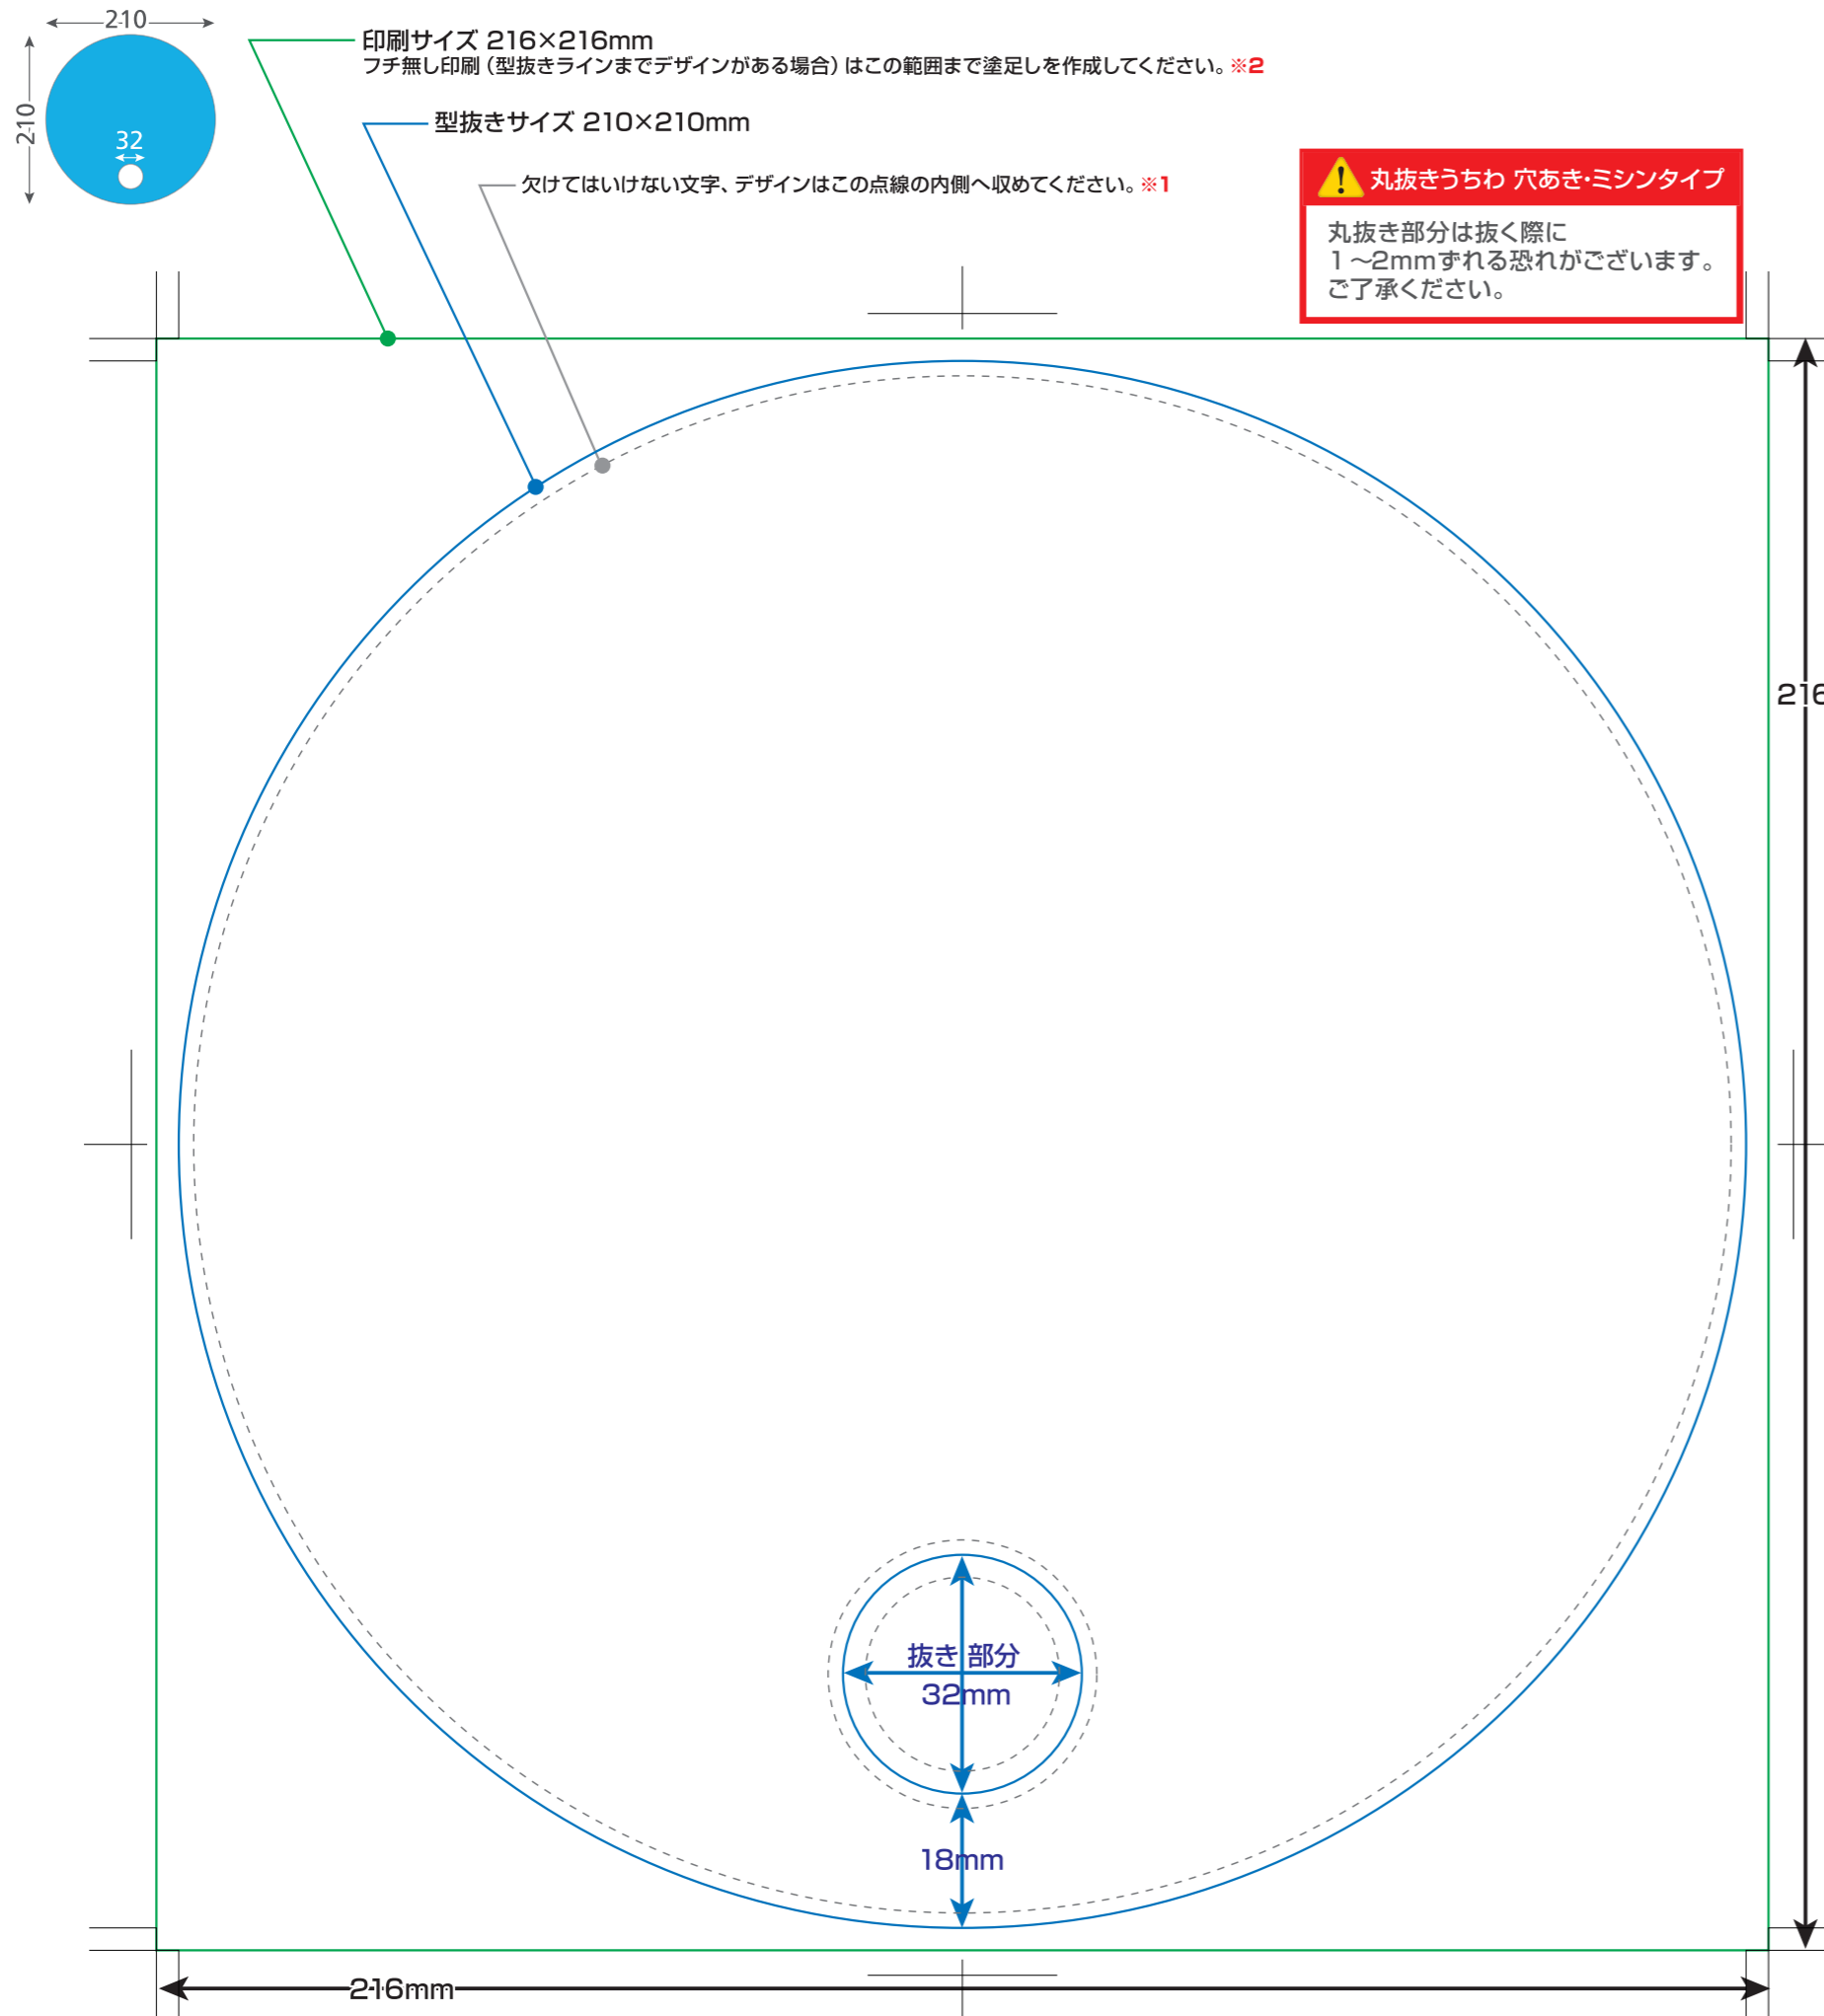 210
210
32
印刷サイズ 216×216mm
フチ無し印刷（型抜きラインまでデザインがある場合）はこの範囲まで塗足しを作成してください。※2
型抜きサイズ 210×210mm
欠けてはいけない文字、デザインはこの点線の内側へ収めてください。※1
丸抜きうちわ 穴あき・ミシンタイプ
丸抜き部分は抜く際に
1〜2mmずれる恐れがございます。
ご了承ください。
216
抜き部分
32mm
18mm
216mm